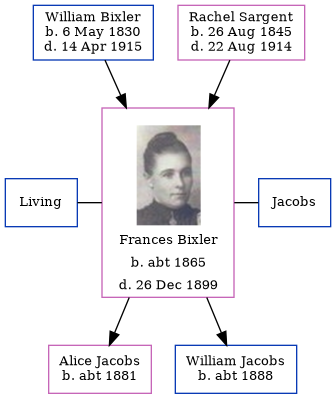 William Bixler
b. 6 May 1830
d. 14 Apr 1915
Rachel Sargent
b. 26 Aug 1845
d. 22 Aug 1914
Living
Frances Bixler
b. abt 1865
d. 26 Dec 1899
Jacobs
Alice Jacobs
b. abt 1881
William Jacobs
b. abt 1888